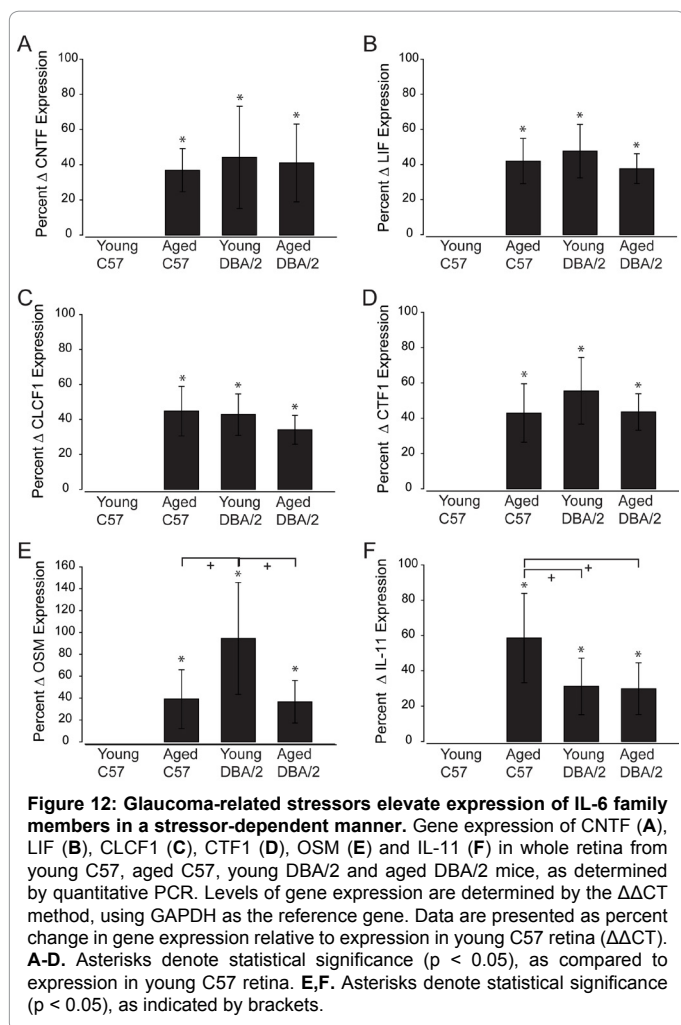 A
Percent Δ CNTF Expression
100
80
60
40
20
0
*
*
*
Young C57
Aged C57
Young DBA/2
Aged DBA/2
B
Percent Δ LIF Expression
100
80
60
40
20
0
*
*
*
Young C57
Aged C57
Young DBA/2
Aged DBA/2
C
Percent Δ CLCF1 Expression
100
80
60
40
20
0
*
*
*
Young C57
Aged C57
Young DBA/2
Aged DBA/2
D
Percent Δ CTF1 Expression
100
80
60
40
20
0
*
*
*
Young C57
Aged C57
Young DBA/2
Aged DBA/2
E
Percent Δ OSM Expression
160
140
120
100
80
60
40
20
0
+
+
*
*
*
Young C57
Aged C57
Young DBA/2
Aged DBA/2
F
Percent Δ IL-11 Expression
100
80
60
40
20
0
+
+
*
*
*
Young C57
Aged C57
Young DBA/2
Aged DBA/2
Figure 12: Glaucoma-related stressors elevate expression of IL-6 family
members in a stressor-dependent manner. Gene expression of CNTF (A),
LIF (B), CLCF1 (C), CTF1 (D), OSM (E) and IL-11 (F) in whole retina from
young C57, aged C57, young DBA/2 and aged DBA/2 mice, as determined
by quantitative PCR. Levels of gene expression are determined by the ΔΔCT
method, using GAPDH as the reference gene. Data are presented as percent
change in gene expression relative to expression in young C57 retina (ΔΔCT).
A-D. Asterisks denote statistical significance (p < 0.05), as compared to
expression in young C57 retina. E,F. Asterisks denote statistical significance
(p < 0.05), as indicated by brackets.